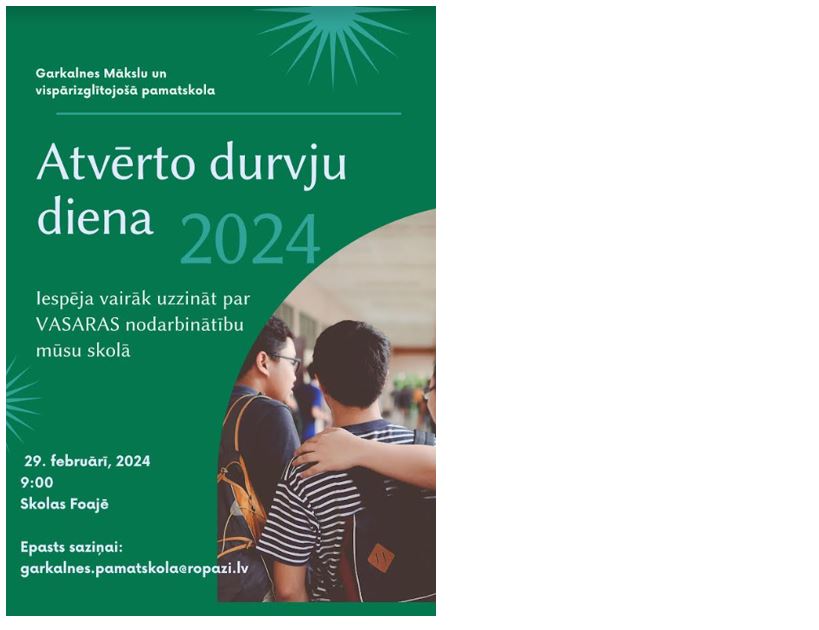 Garkalnes Mākslu un
vispārizglītojošā pamatskola
Atvērto durvju
diena
2024
Iespēja vairāk uzzināt par
VASARAS nodarbinātību
mūsu skolā
29. februārī, 2024
9:00
Skolas Foajē
Epasts saziņai:
garkalnes.pamatskola@ropazi.lv